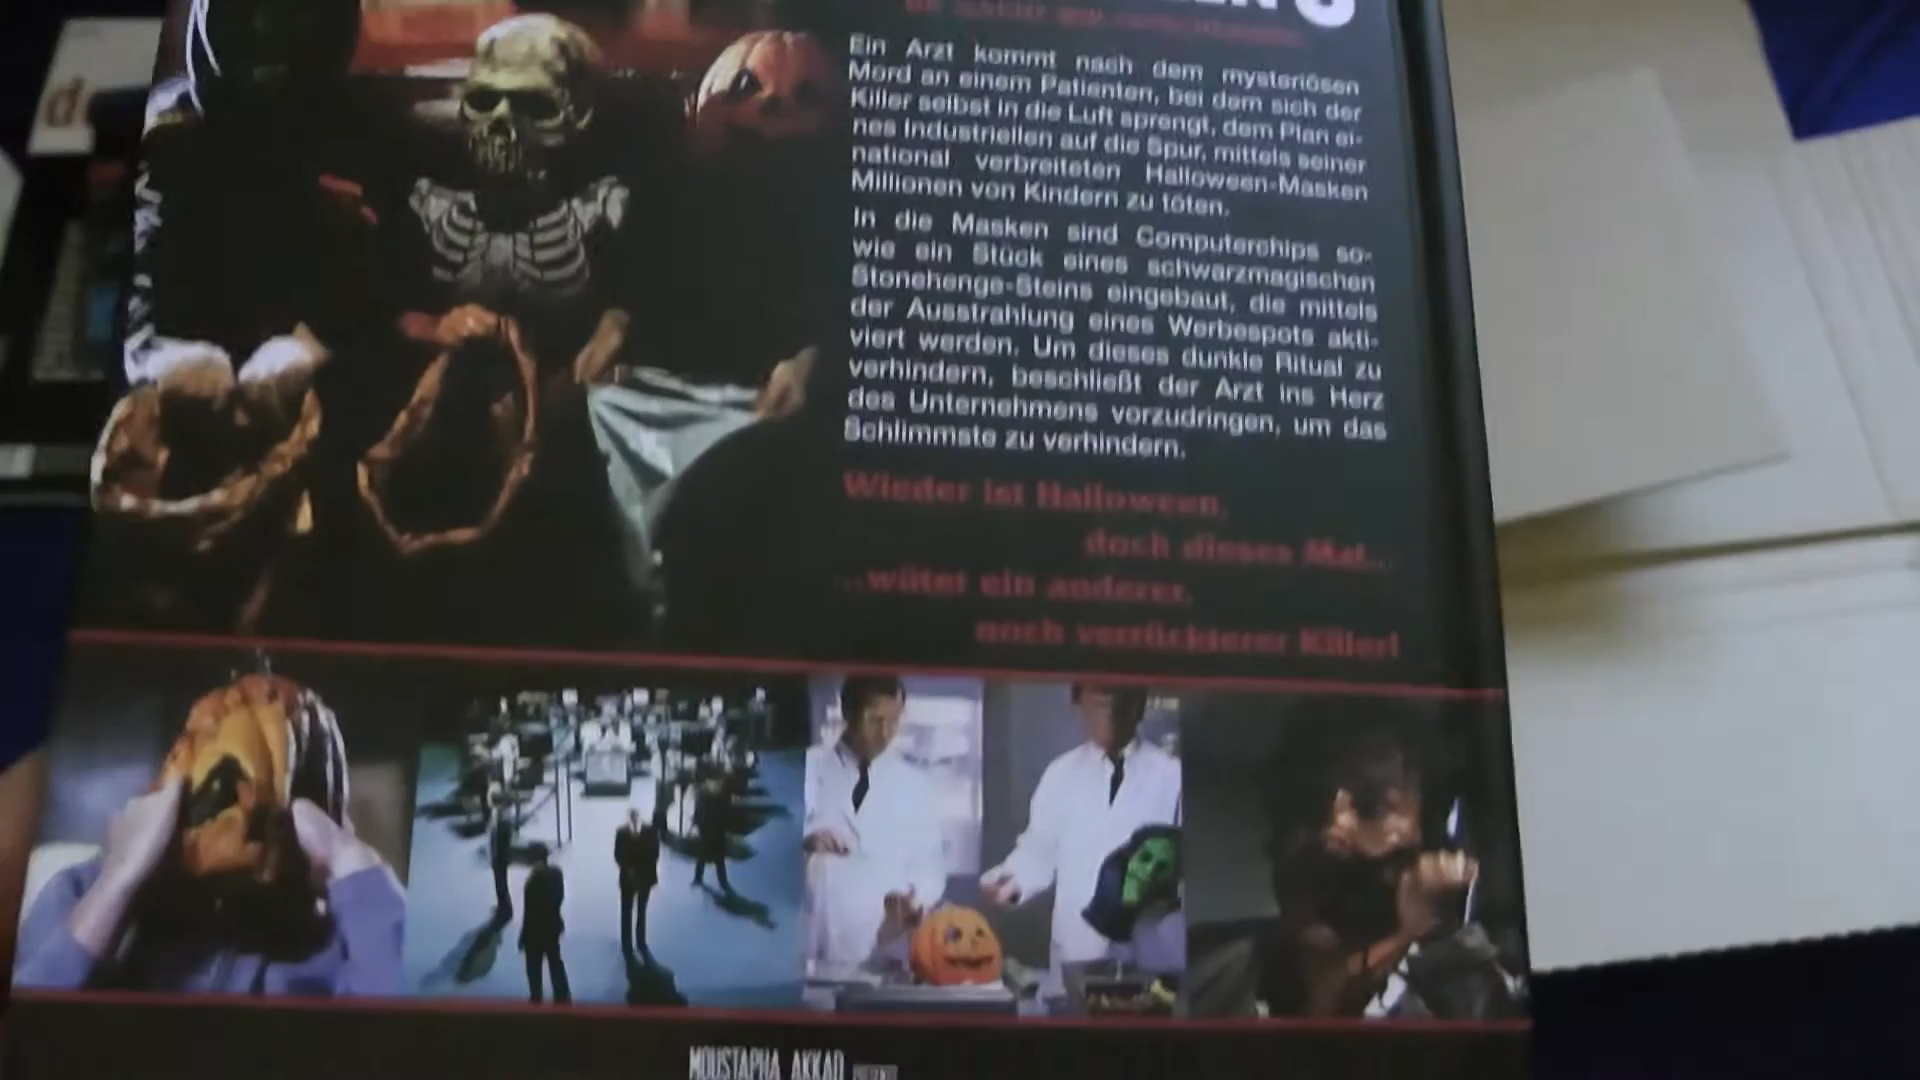 3
Ein Arzt kommt nach dem mysteriösen
Mord an einem Patienten, bei dem sich der
Killer selbst in die Luft sprengt, dem Plan ei-
nes Industriellen auf die Spur, mittels seiner
national verbreiteten Halloween-Masken
Millionen von Kindern zu töten.
In die Masken sind Computerchips so-
wie ein Stück eines schwarzmagischen
Stonehenge-Steins eingebaut, die mittels
der Ausstrahlung eines Werbespots akti-
viert werden. Um dieses dunkle Ritual zu
verhindern, beschließt der Arzt ins Herz
des Unternehmens vorzudringen, um das
Schlimmste zu verhindern.
Wieder ist Halloween,
doch dieses Mal...
...wütet ein anderer,
noch verrückterer Killer!
MOUSTAPHA AKKAD